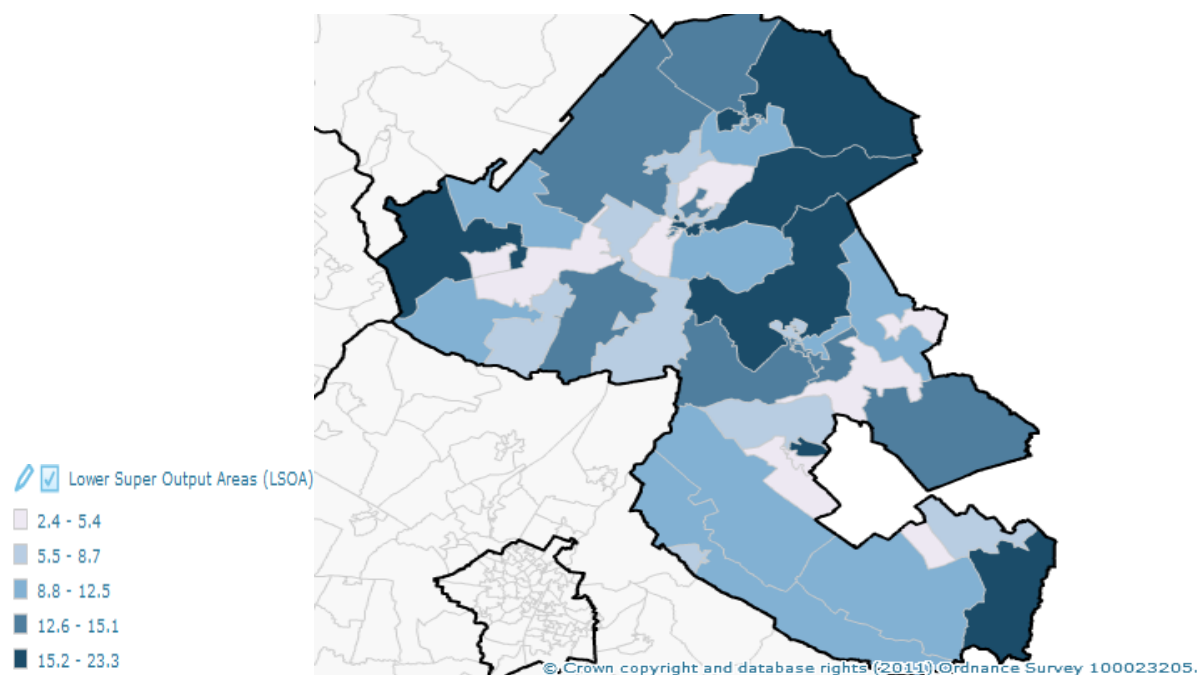 Lower Super Output Areas (LSOA)
2.4 - 5.4
5.5 - 8.7
8.8 - 12.5
12.6 - 15.1
15.2 - 23.3
© Crown copyright and database rights (2011) Ordnance Survey 100023205.